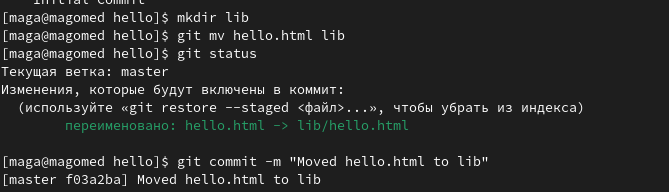 Initial Commit
[maga@magomed hello]$ mkdir lib
[maga@magomed hello]$ git mv hello.html lib
[maga@magomed hello]$ git status
Текущая ветка: master
Изменения, которые будут включены в коммит:
(используйте «git restore --staged <файл>...», чтобы убрать из индекса)
переименовано: hello.html -> lib/hello.html
[maga@magomed hello]$ git commit -m "Moved hello.html to lib"
[master f03a2ba] Moved hello.html to lib